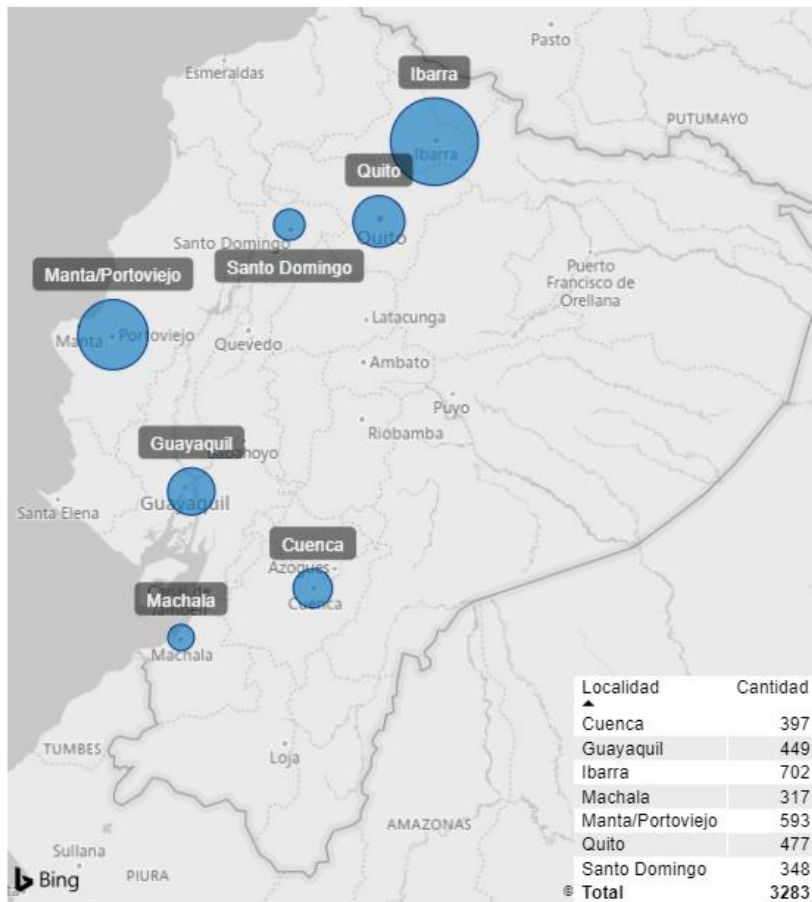 Pasto
Esmeraldas
Ibarra
PUTUMAYO
Ibarra
Quito
Santo Domingo
Quito
Santo Domingo
Manta/Portoviejo
Puerto
Francisco de
Orellana
Latacunga
Manta
Portoviejo
Quevedo
Ambato
Puyo
Riobamba
Guayaquil
Santa Elena
Guayaquil
Cuenca
Azogues
Cuenca
Machala
Machala
TUMBES
Loja
AMAZONAS
Sullana
PIURA
Bing
©
Localidad Cantidad
Cuenca 397
Guayaquil 449
Ibarra 702
Machala 317
Manta/Portoviejo 593
Quito 477
Santo Domingo 348
Total 3283